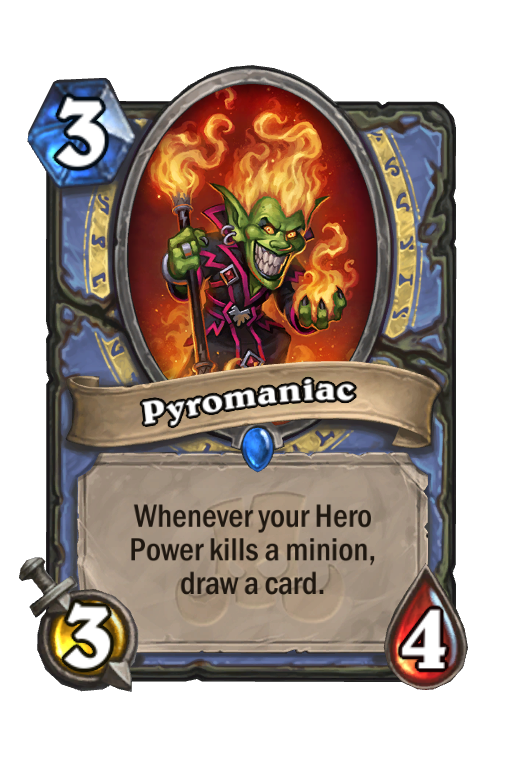 3
Pyromaniac
Whenever your Hero
Power kills a minion,
draw a card.
3
4